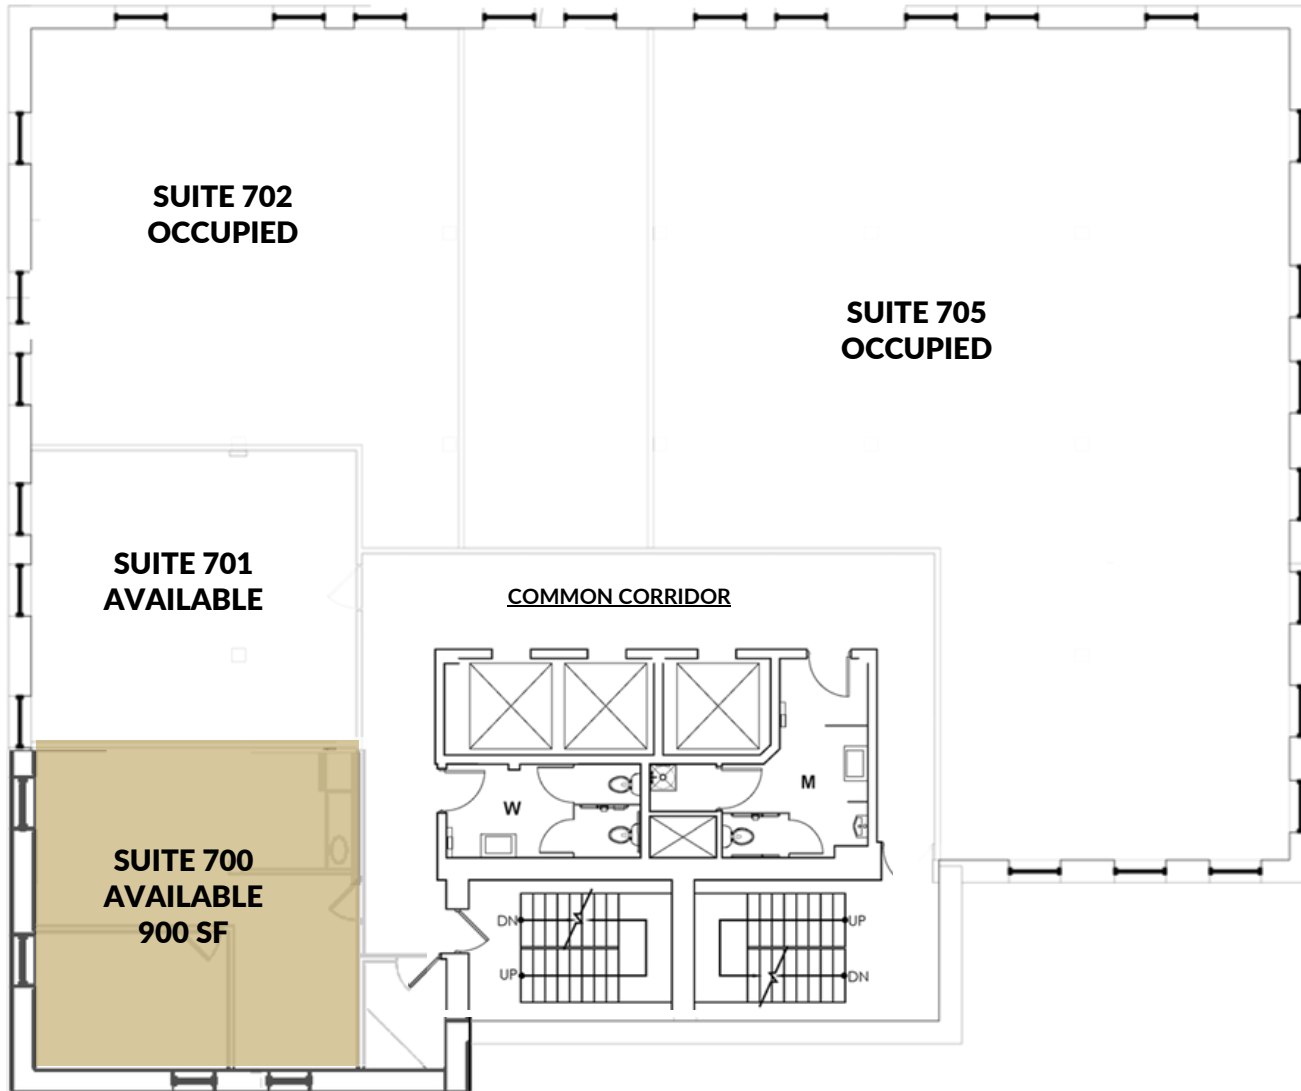 SUITE 702
OCCUPIED
SUITE 705
OCCUPIED
SUITE 701
AVAILABLE
COMMON CORRIDOR
M
W
SUITE 700
AVAILABLE
900 SF
DN
UP
UP
DN